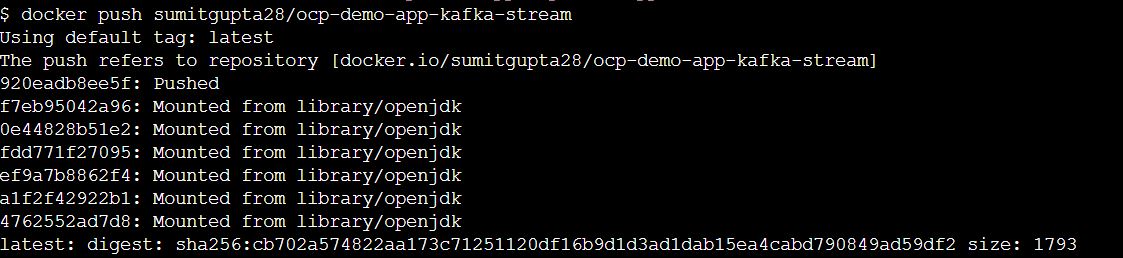 $ docker push sumitgupta28/ocp-demo-app-kafka-stream
Using default tag: latest
The push refers to repository [docker.io/sumitgupta28/ocp-demo-app-kafka-stream]
920eadb8ee5f: Pushed
f7eb95042a96: Mounted from library/openjdk
0e44828b51e2: Mounted from library/openjdk
fdd771f27095: Mounted from library/openjdk
ef9a7b8862f4: Mounted from library/openjdk
a1f2f42922b1: Mounted from library/openjdk
4762552ad7d8: Mounted from library/openjdk
latest: digest: sha256:cb702a574822aa173c71251120df16b9d1d3ad1dab15ea4cabd790849ad59df2 size: 1793